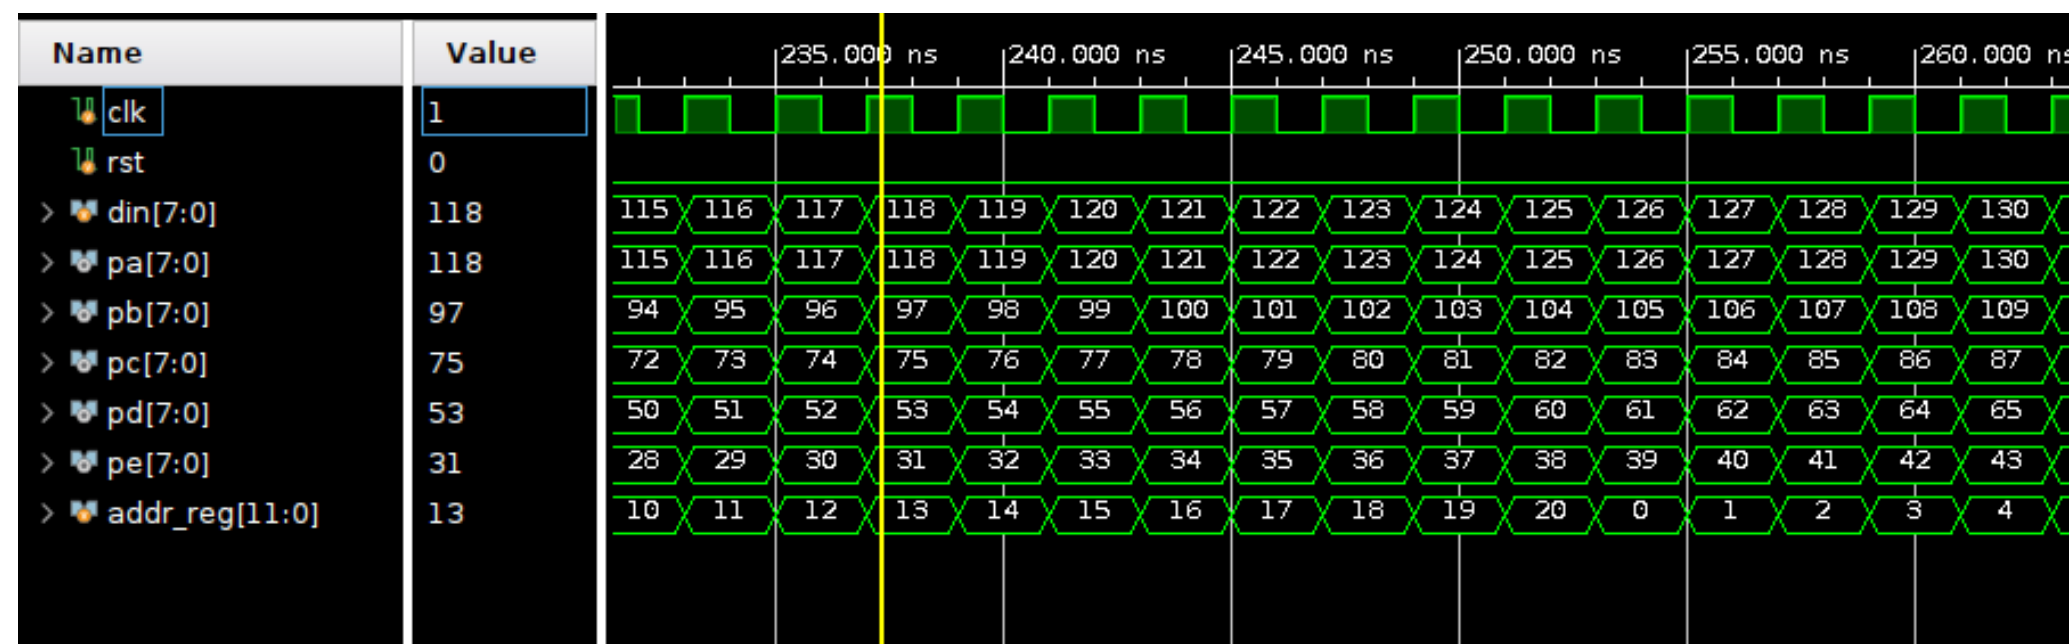 Name Value 235.000 ns 240.000 ns 245.000 ns 250.000 ns 255.000 ns 260.000 ns
clk 1
rst 0
din[7:0] 118 115 116 117 118 119 120 121 122 123 124 125 126 127 128 129 130
pa[7:0] 118 115 116 117 118 119 120 121 122 123 124 125 126 127 128 129 130
pb[7:0] 97 94 95 96 97 98 99 100 101 102 103 104 105 106 107 108 109
pc[7:0] 75 72 73 74 75 76 77 78 79 80 81 82 83 84 85 86 87
pd[7:0] 53 50 51 52 53 54 55 56 57 58 59 60 61 62 63 64 65
pe[7:0] 31 28 29 30 31 32 33 34 35 36 37 38 39 40 41 42 43
addr_reg[11:0] 13 10 11 12 13 14 15 16 17 18 19 20 0 1 2 3 4